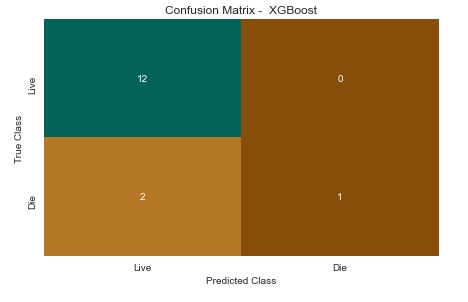 Confusion Matrix -  XGBoost
True Class
Live
12
0
Die
2
1
Live
Die
Predicted Class